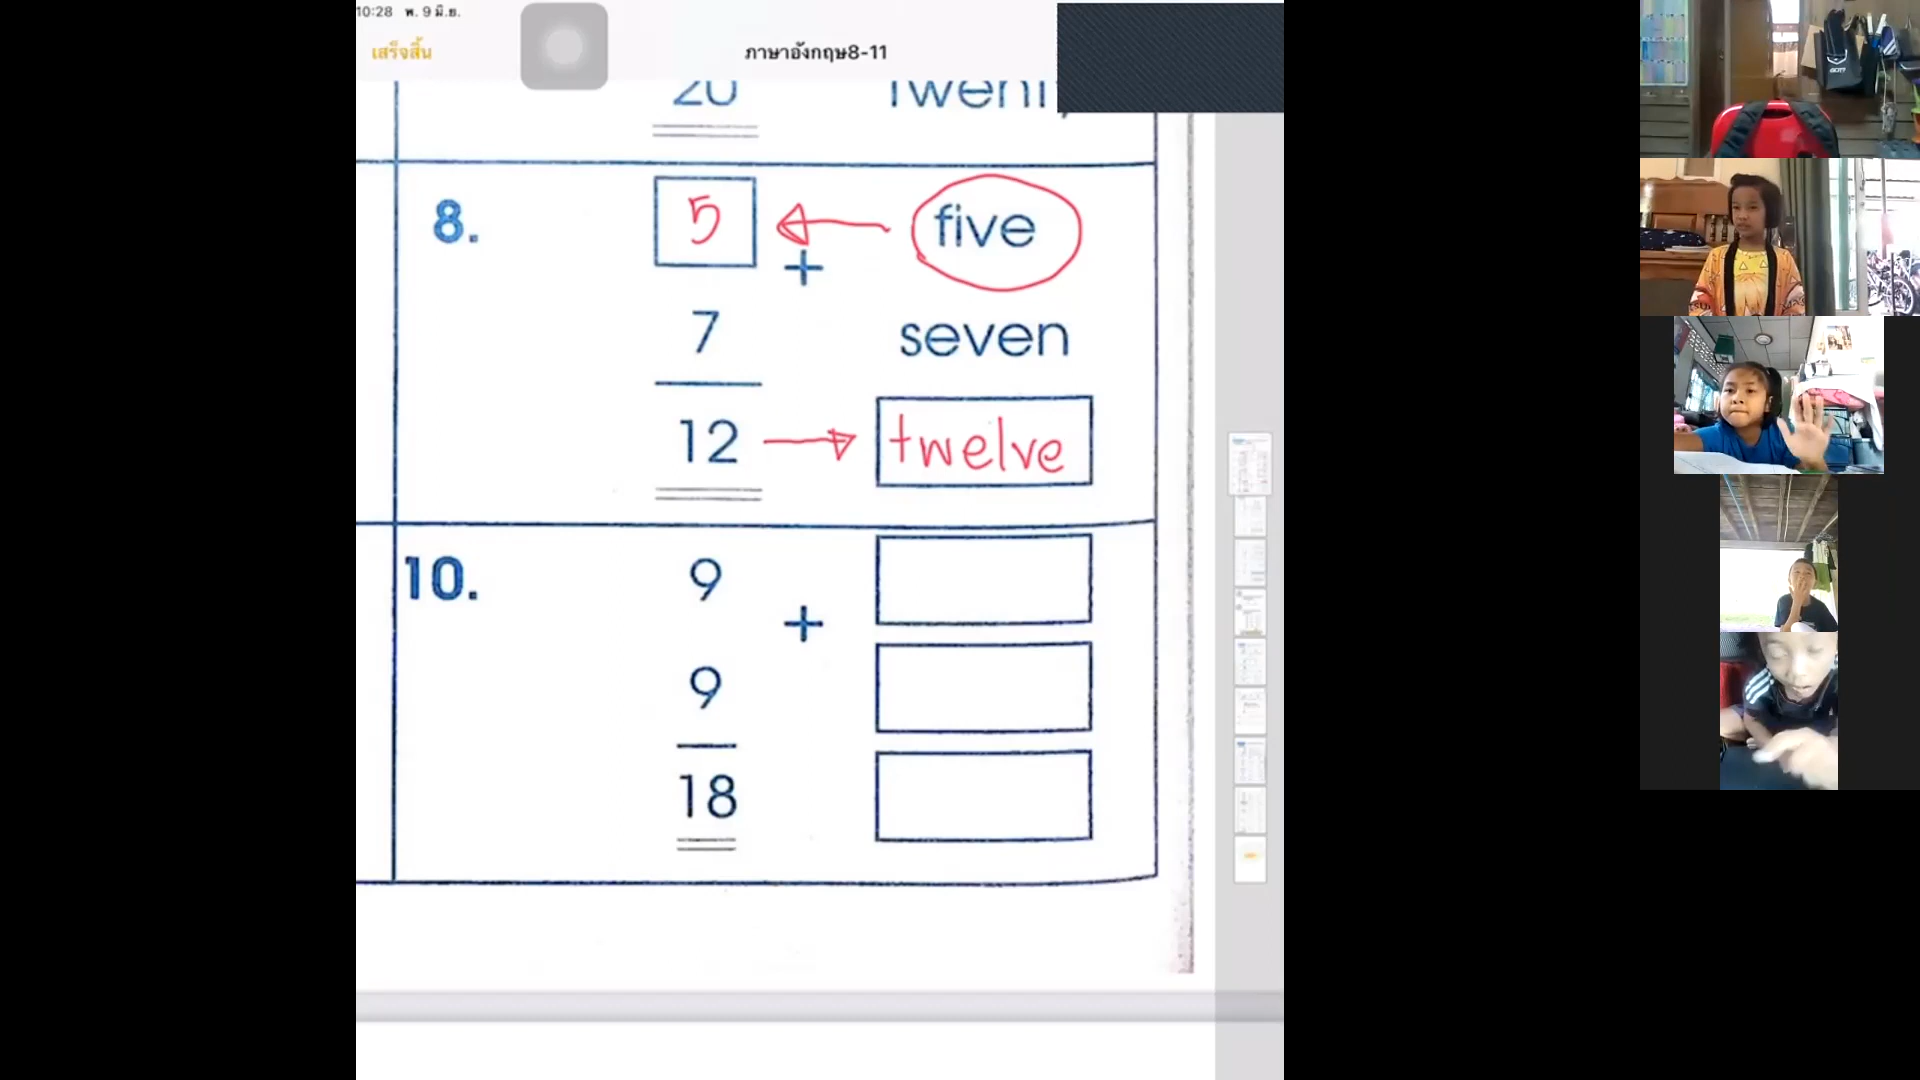 10:28 พ. 9 มิ.ย.
เสร็จสิ้น
ภาษาอังกฤษ8-11
20
8.
5 five
+
7 seven
12 twelve
10.
9
+
9
18